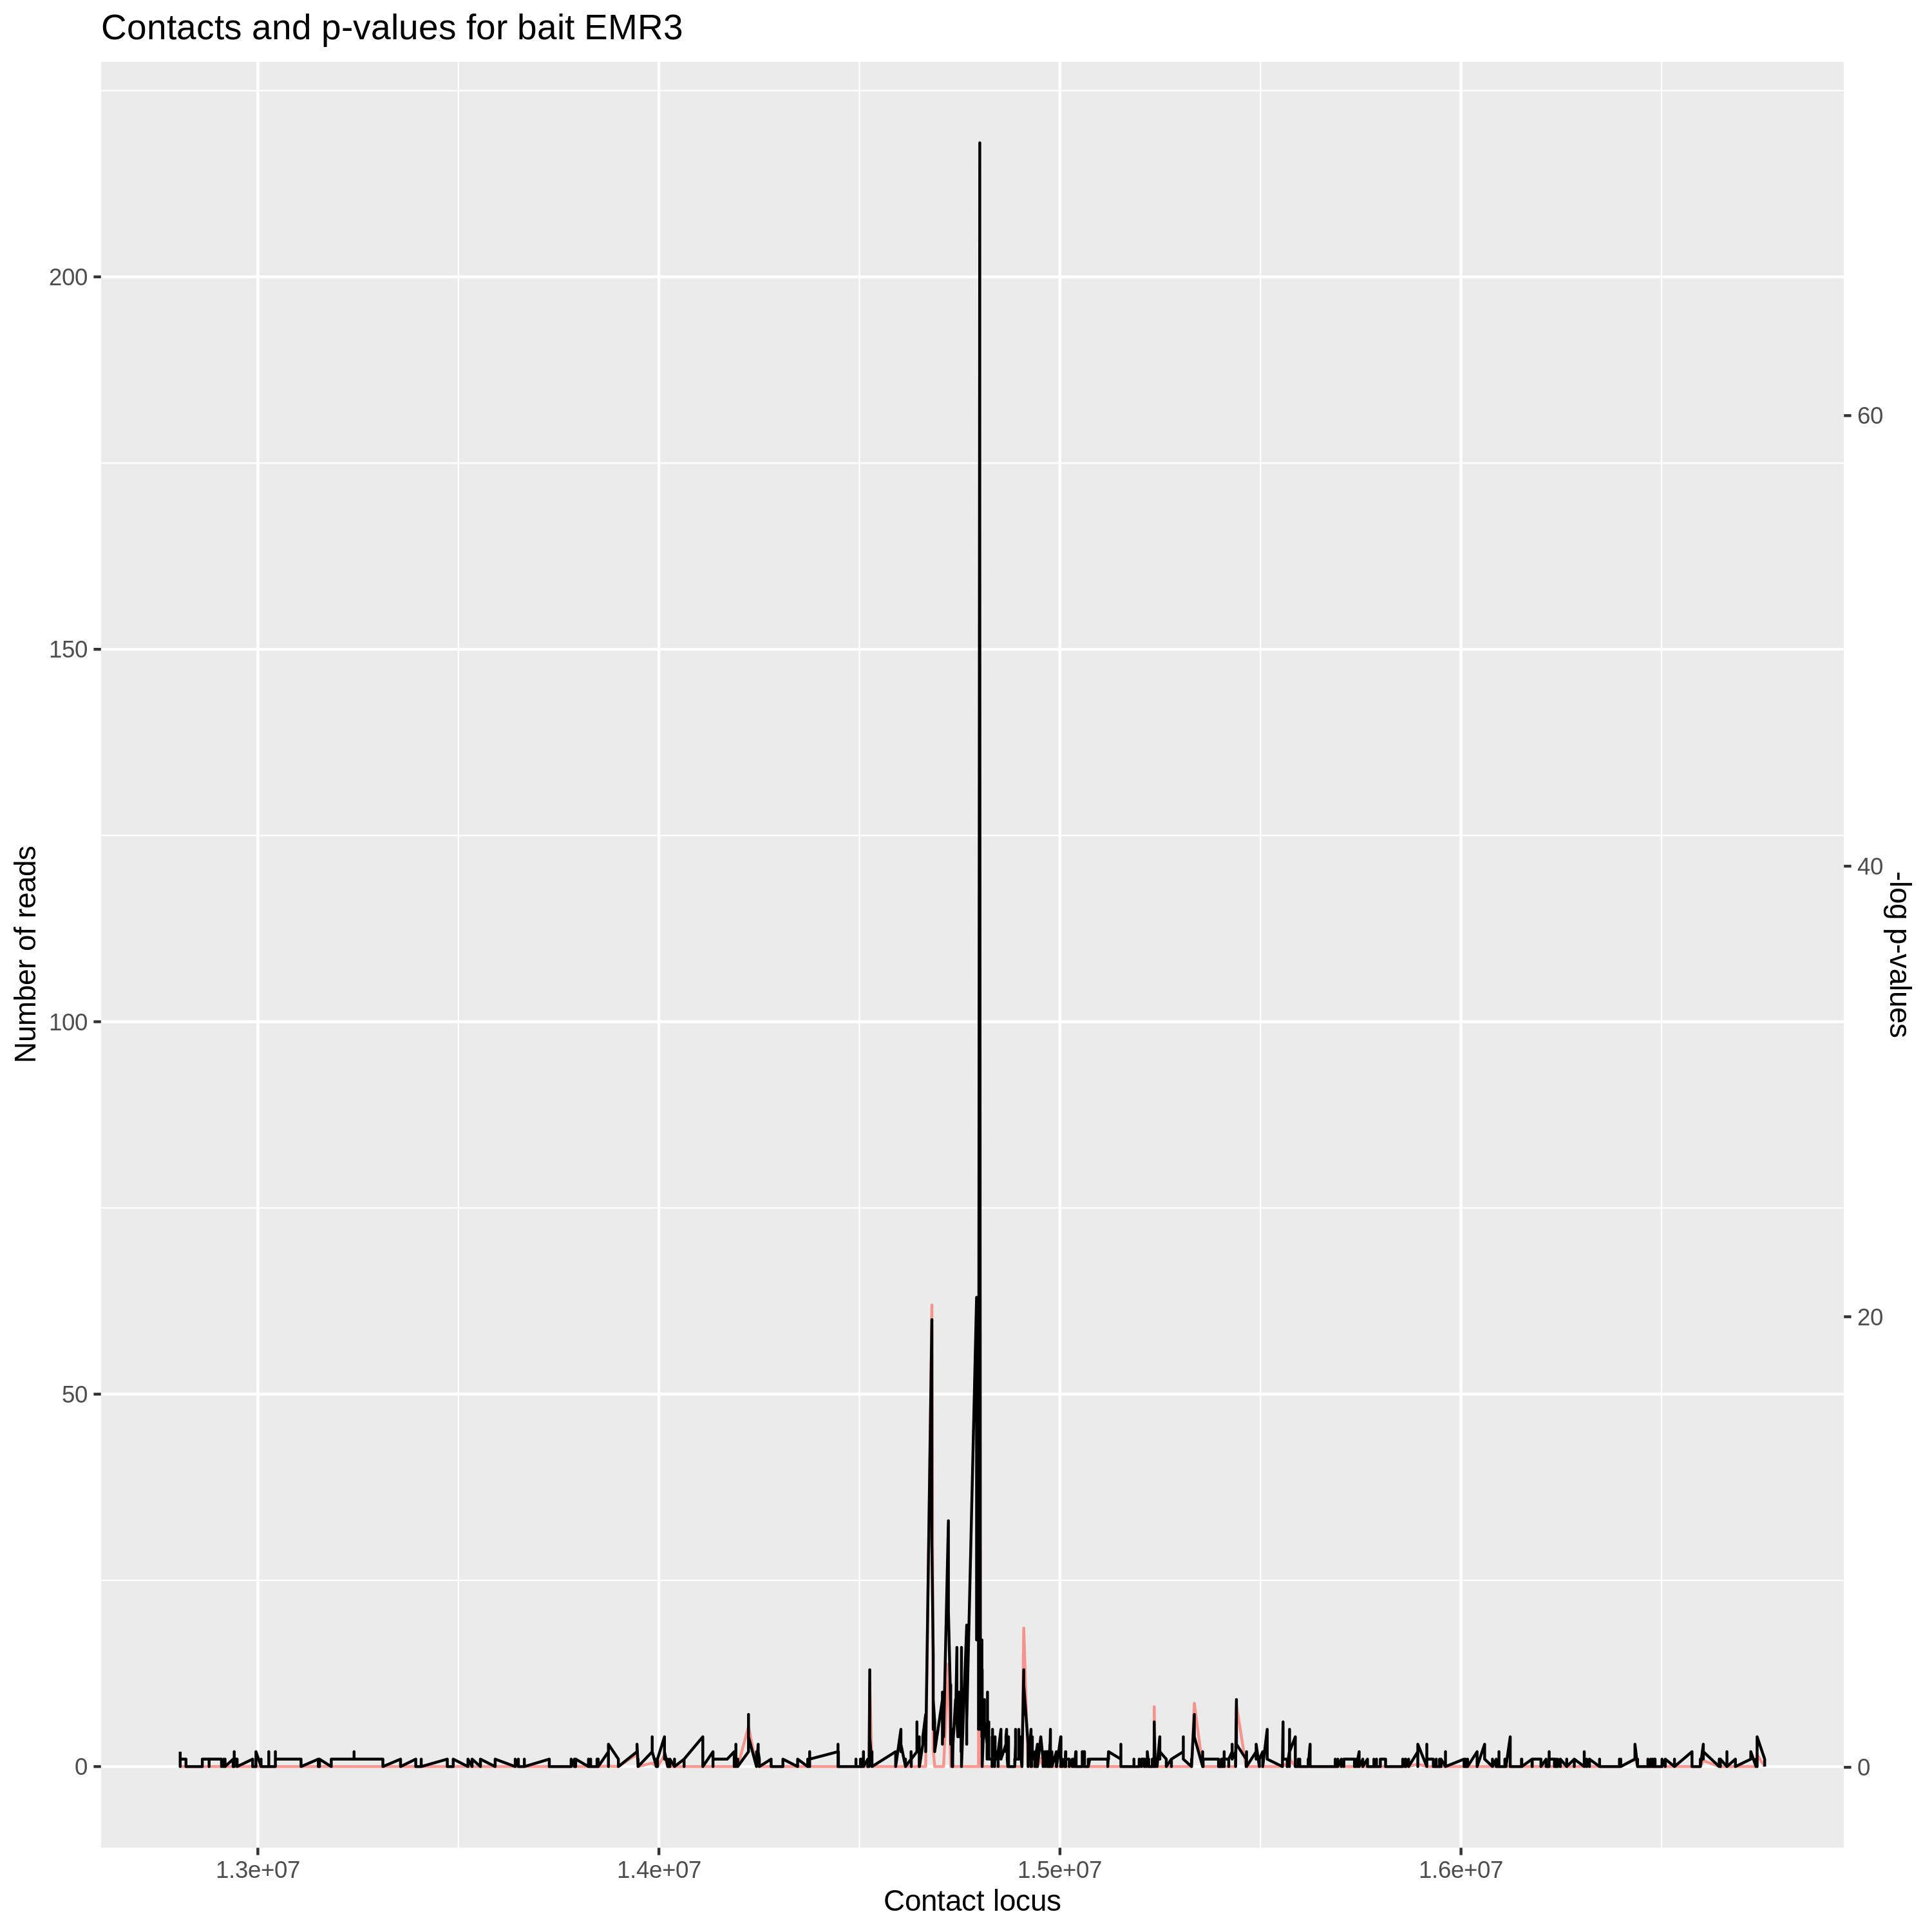 Contacts and p-values for bait EMR3
Number of reads
200
150
100
50
0
60
40
20
0
-log p-values
1.3e+07
1.4e+07
1.5e+07
1.6e+07
Contact locus